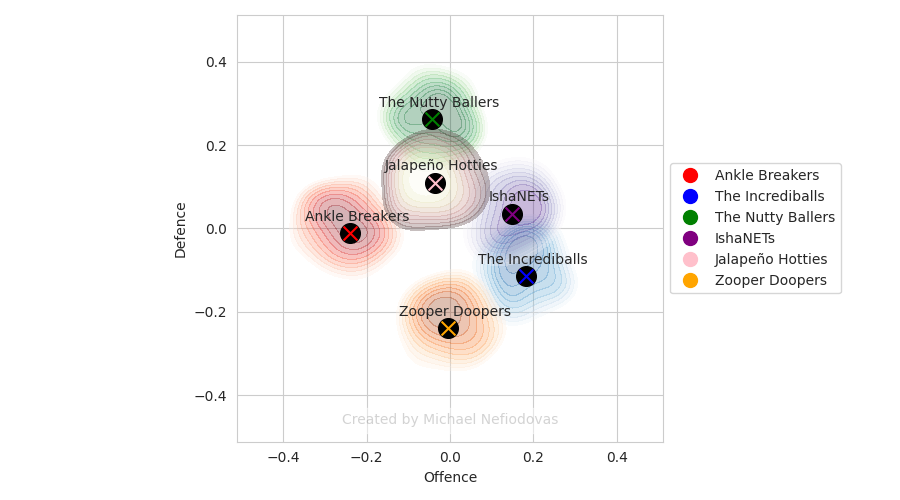 0.4
0.2
0.0
−0.2
−0.4
Defence
The Nutty Ballers
Jalapeño Hotties
IshaNETs
Ankle Breakers
The Incrediballs
Zooper Doopers
Created by Michael Nefiodovas
−0.4
−0.2
0.0
0.2
0.4
Offence
Ankle Breakers
The Incrediballs
The Nutty Ballers
IshaNETs
Jalapeño Hotties
Zooper Doopers